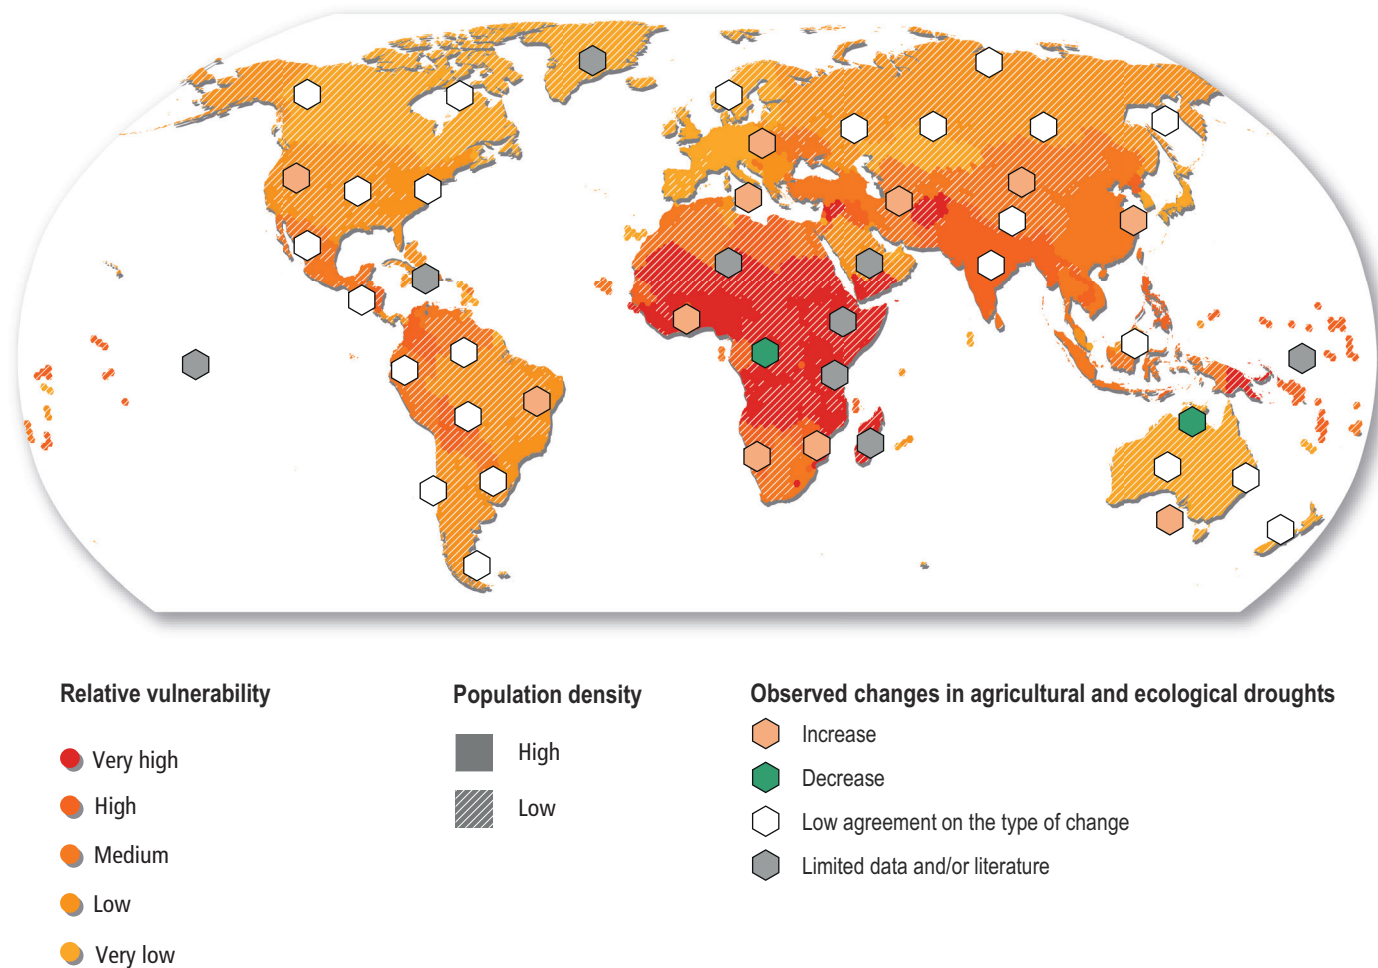 Relative vulnerability
Very high
High
Medium
Low
Very low
Population density
High
Low
Observed changes in agricultural and ecological droughts
Increase
Decrease
Low agreement on the type of change
Limited data and/or literature